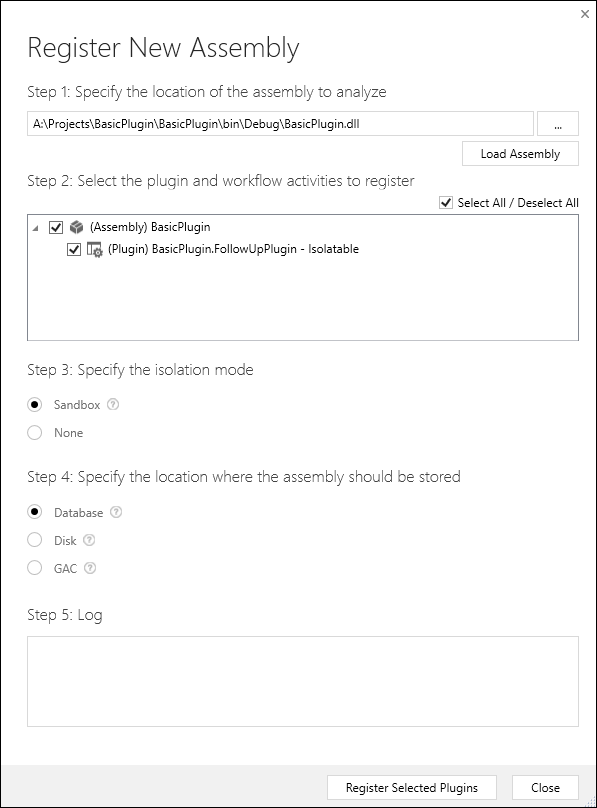 Register New Assembly
Step 1: Specify the location of the assembly to analyze
A:\Projects\BasicPlugin\BasicPlugin\bin\Debug\BasicPlugin.dll
...
Load Assembly
Step 2: Select the plugin and workflow activities to register
Select All / Deselect All
(Assembly) BasicPlugin
(Plugin) BasicPlugin.FollowUpPlugin - Isolatable
Step 3: Specify the isolation mode
Sandbox ?
None
Step 4: Specify the location where the assembly should be stored
Database ?
Disk ?
GAC ?
Step 5: Log
Register Selected Plugins
Close